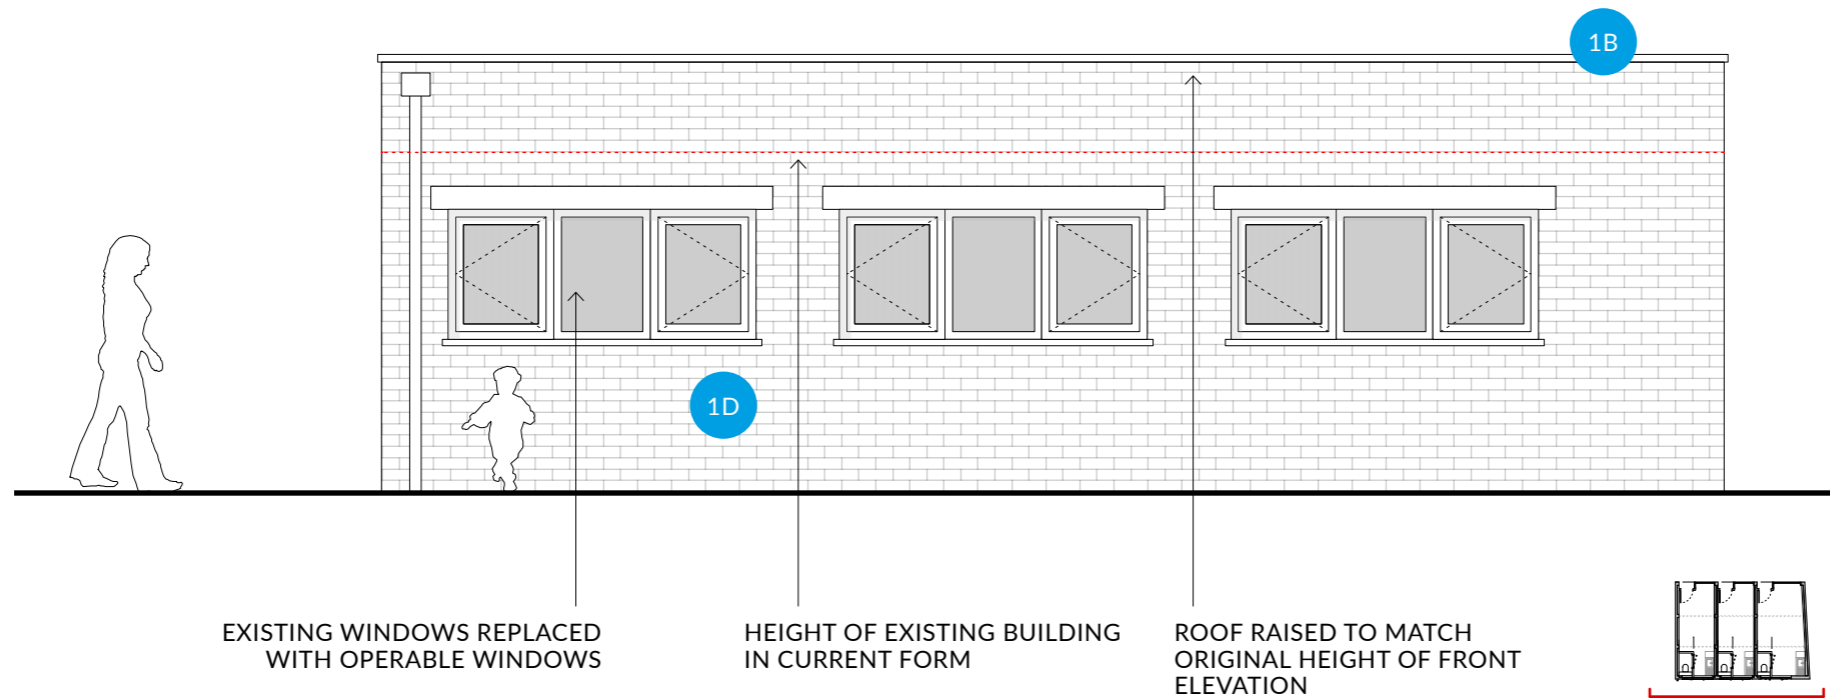 1B
1D
EXISTING WINDOWS REPLACED
WITH OPERABLE WINDOWS
HEIGHT OF EXISTING BUILDING
IN CURRENT FORM
ROOF RAISED TO MATCH
ORIGINAL HEIGHT OF FRONT
ELEVATION